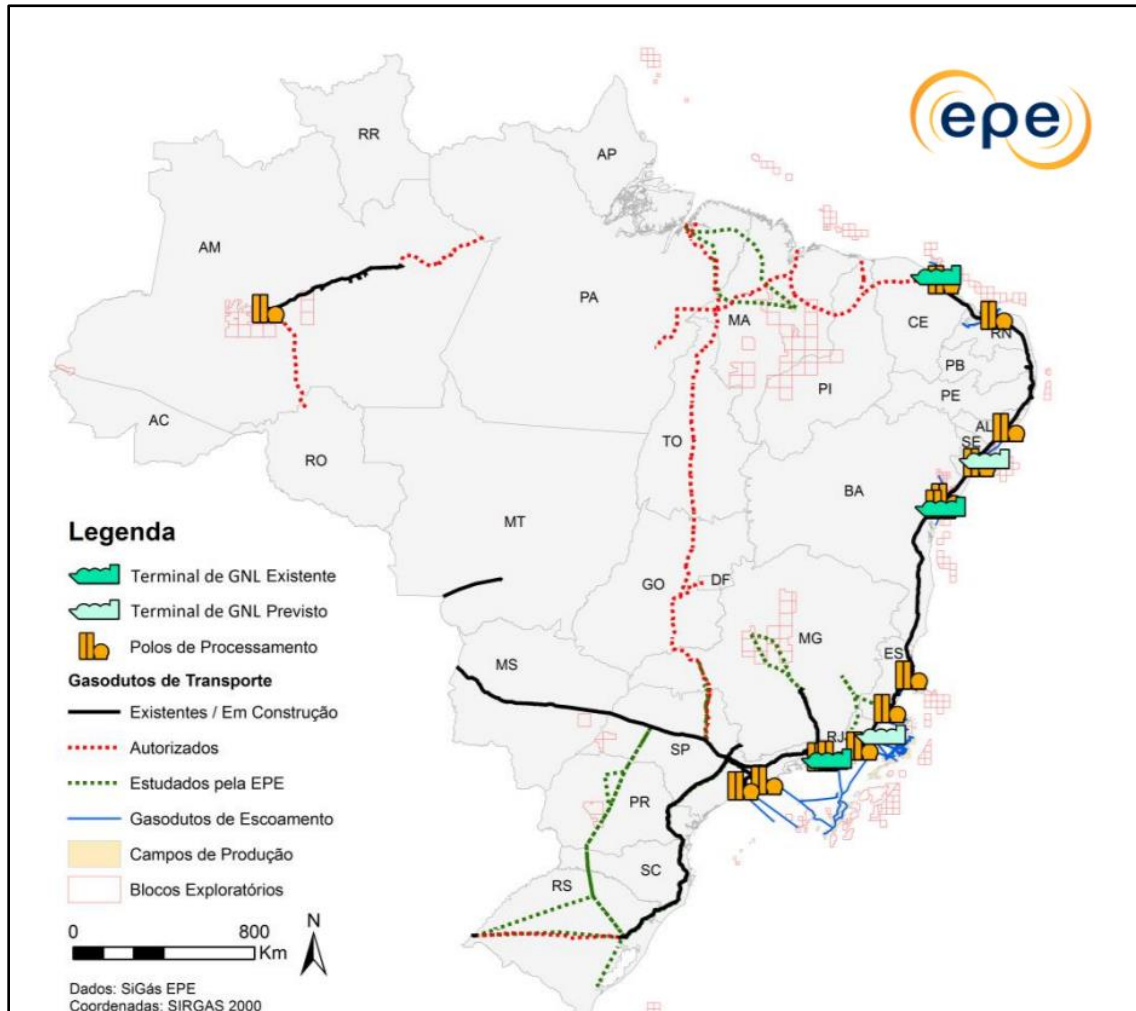 epe
RR
AP
AM
PA
MA
CE
RN
PB
PE
PI
AL
SE
AC
RO
TO
BA
MT
GO
DF
MG
ES
MS
SP
RJ
PR
SC
RS
Legenda
Terminal de GNL Existente
Terminal de GNL Previsto
Polos de Processamento
Gasodutos de Transporte
Existentes / Em Construção
Autorizados
Estudados pela EPE
Gasodutos de Escoamento
Campos de Produção
Blocos Exploratórios
0 800
Km
N
Dados: SiGás EPE
Coordenadas: SIRGAS 2000